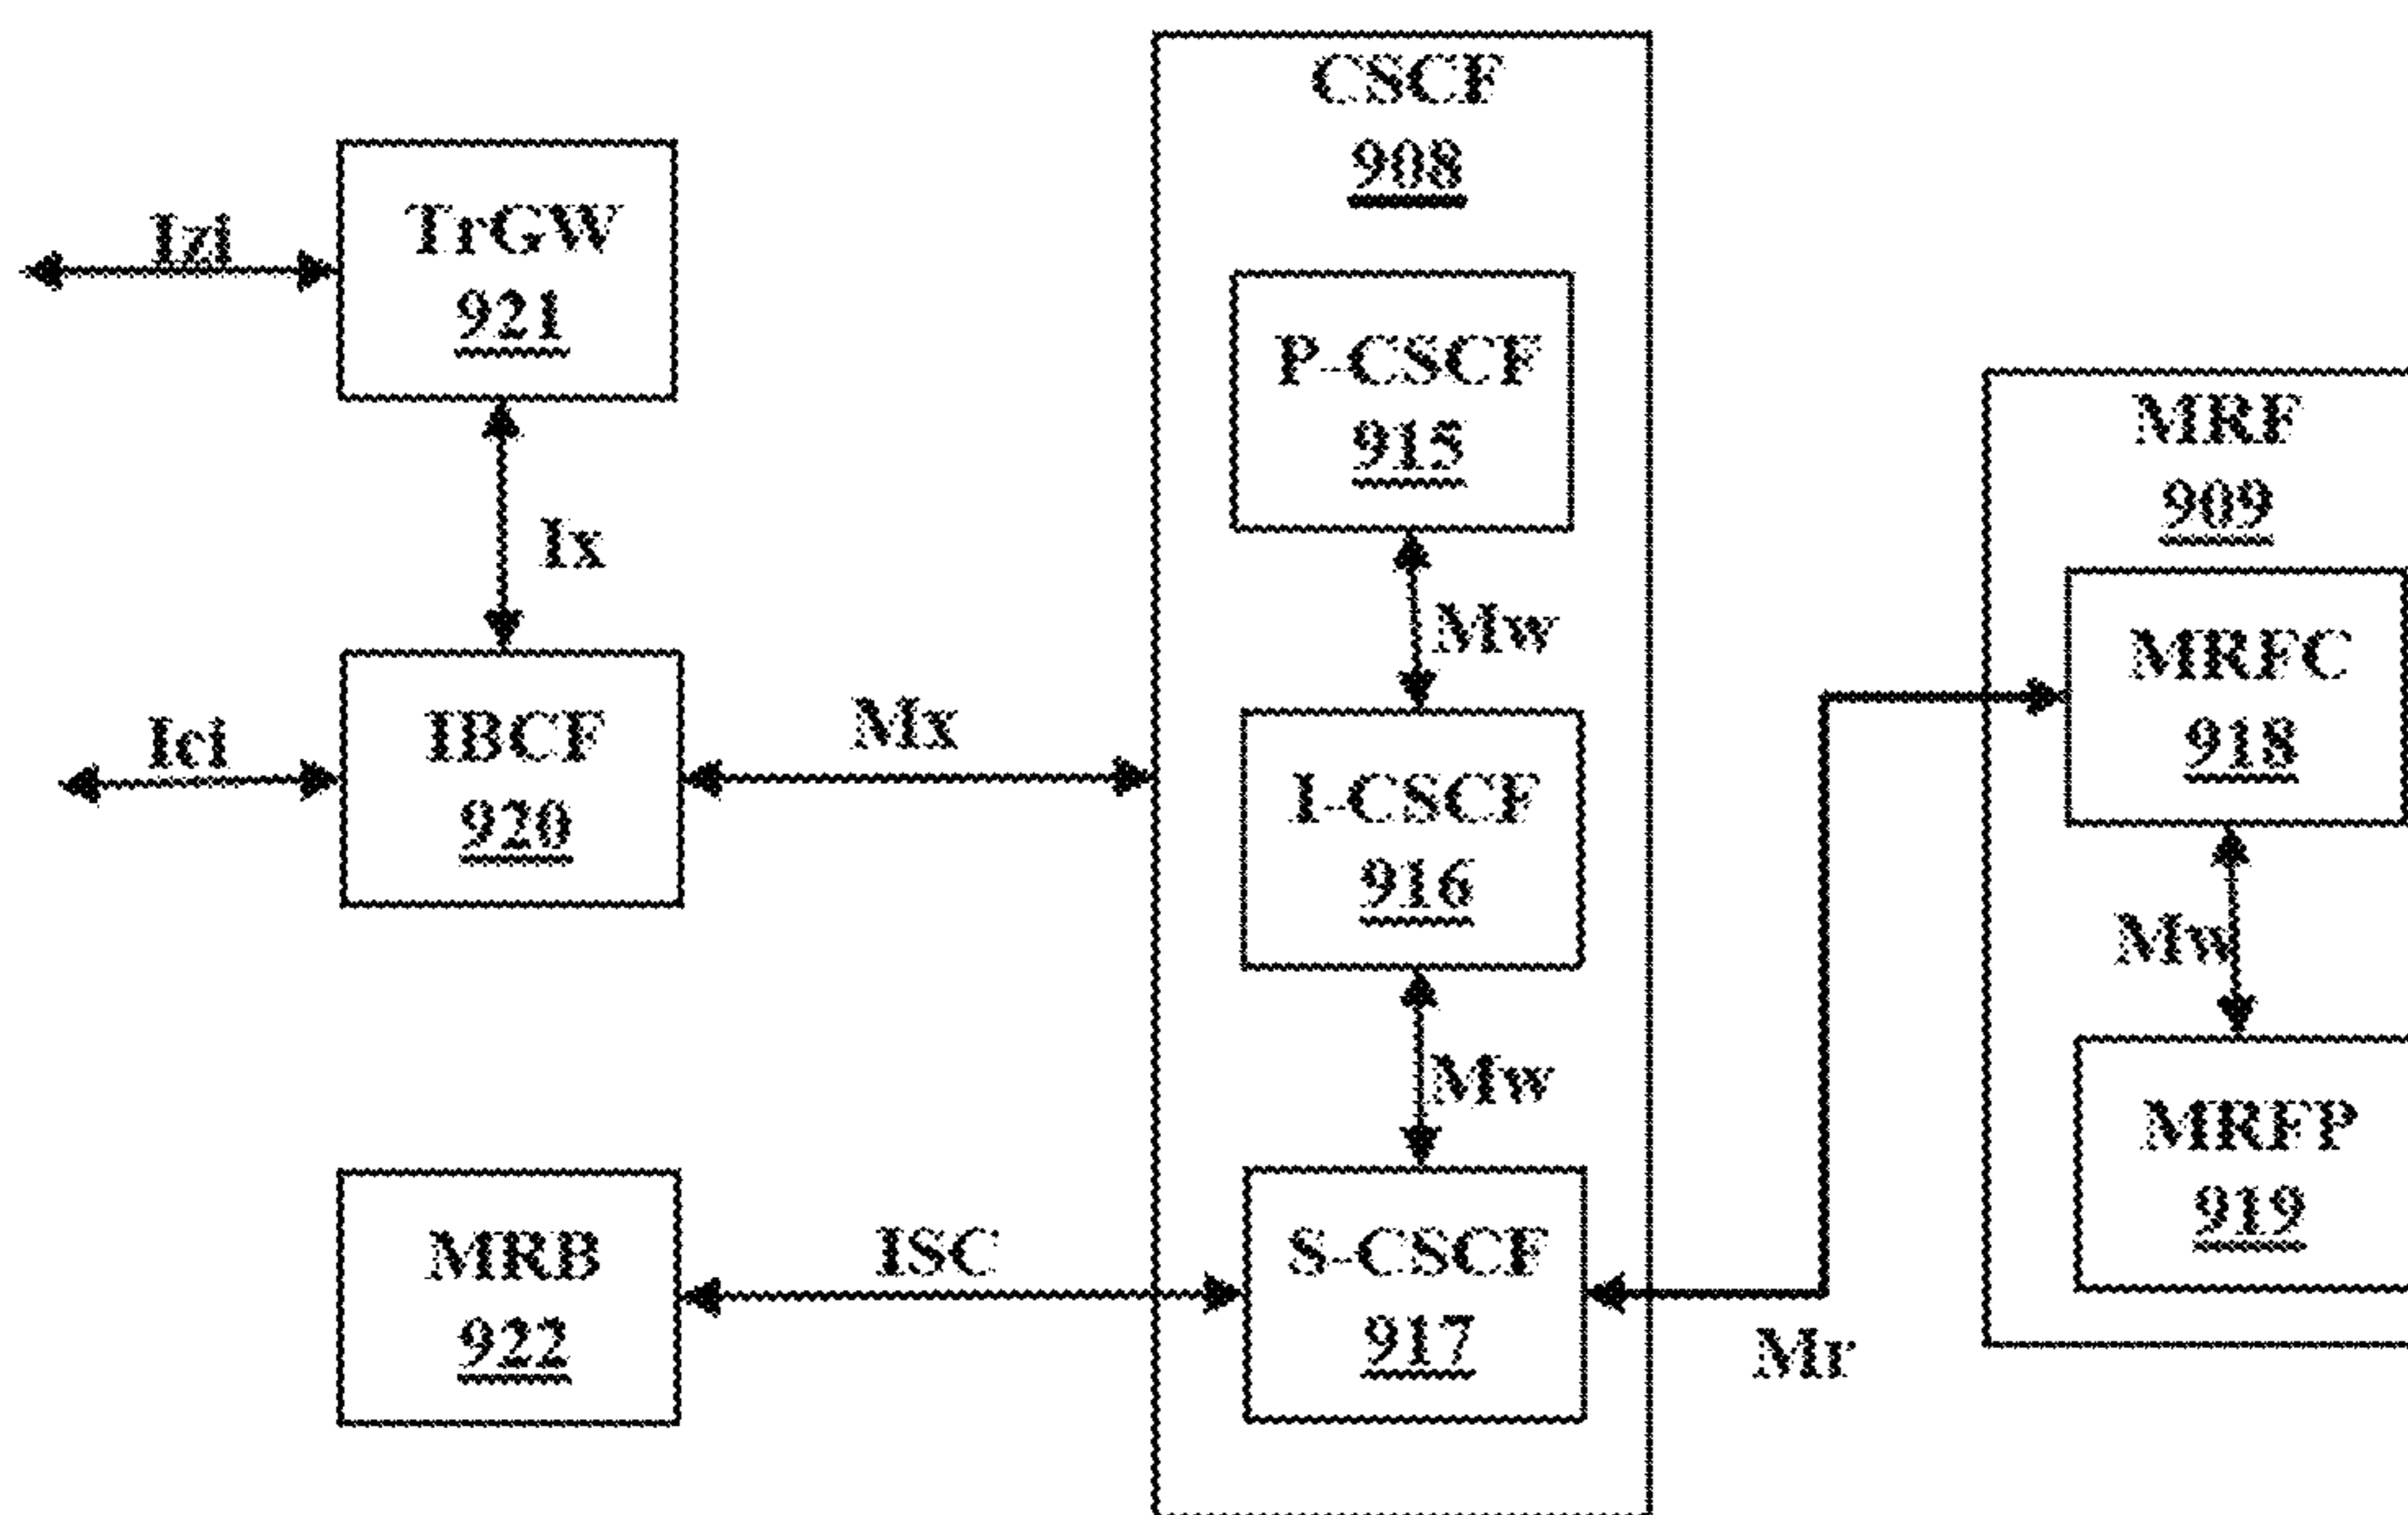 CSCF
908
TrGW
921
Izi
P-CSCF
915
MRF
909
Ix
Mw
MRFC
918
IBCF
920
Ici
Mx
I-CSCF
916
Mw
Mw
MRFP
919
MRB
922
ISC
S-CSCF
917
Mr